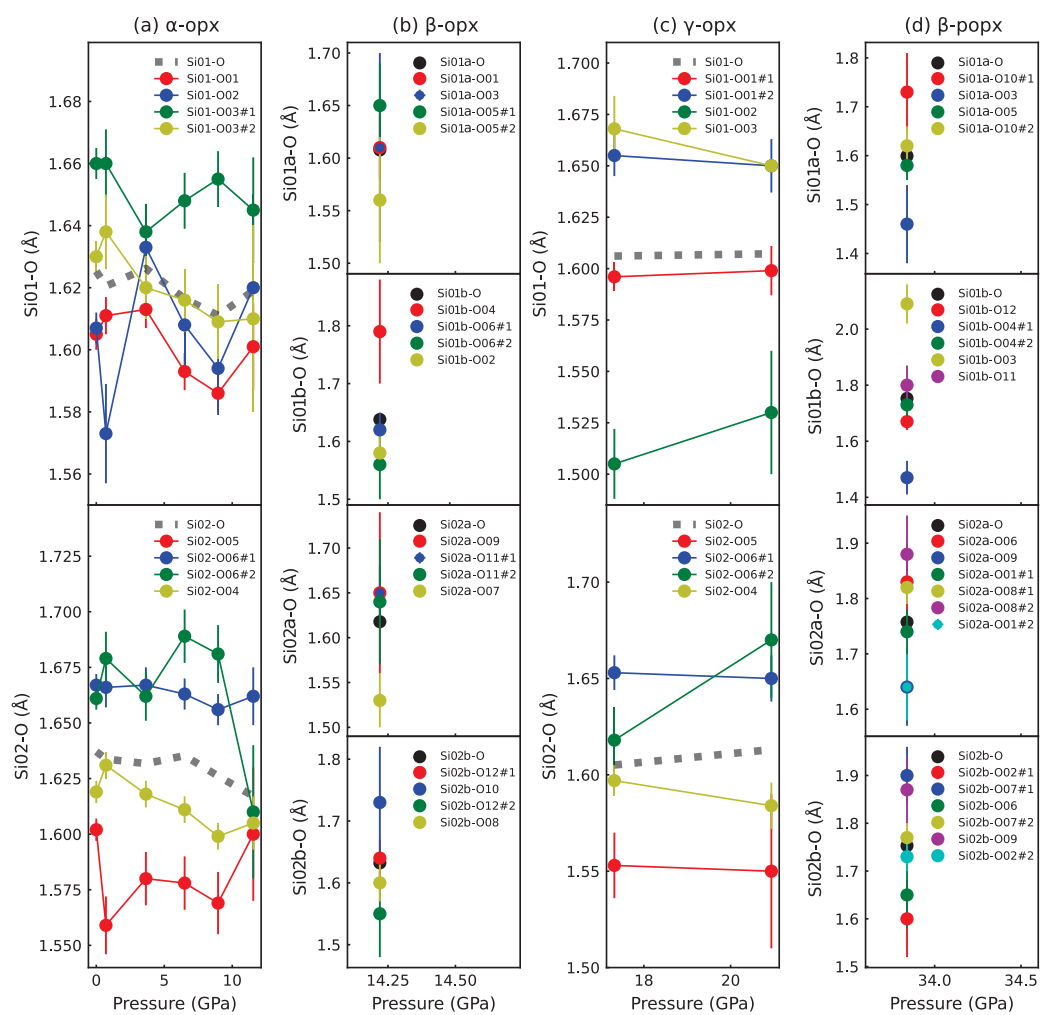 (a) α-opx
(b) β-opx
(c) γ-opx
(d) β-popx
Si01-O (Å)
1.68
1.66
1.64
1.62
1.60
1.58
1.56
Si01-O
Si01-O01
Si01-O02
Si01-O03#1
Si01-O03#2
Si02-O (Å)
1.725
1.700
1.675
1.650
1.625
1.600
1.575
1.550
Si02-O
Si02-O05
Si02-O06#1
Si02-O06#2
Si02-O04
0
5
10
Pressure (GPa)
Si01a-O (Å)
1.70
1.65
1.60
1.55
1.50
Si01a-O
Si01a-O01
Si01a-O03
Si01a-O05#1
Si01a-O05#2
Si01b-O (Å)
1.8
1.7
1.6
1.5
Si01b-O
Si01b-O04
Si01b-O06#1
Si01b-O06#2
Si01b-O02
Si02a-O (Å)
1.70
1.65
1.60
1.55
1.50
Si02a-O
Si02a-O09
Si02a-O11#1
Si02a-O11#2
Si02a-O07
Si02b-O (Å)
1.8
1.7
1.6
1.5
Si02b-O
Si02b-O12#1
Si02b-O10
Si02b-O12#2
Si02b-O08
14.25
14.50
Pressure (GPa)
Si01-O (Å)
1.700
1.675
1.650
1.625
1.600
1.575
1.550
1.525
1.500
Si01-O
Si01-O01#1
Si01-O01#2
Si01-O02
Si01-O03
Si02-O (Å)
1.70
1.65
1.60
1.55
1.50
Si02-O
Si02-O05
Si02-O06#1
Si02-O06#2
Si02-O04
18
20
Pressure (GPa)
Si01a-O (Å)
1.8
1.7
1.6
1.5
1.4
Si01a-O
Si01a-O10#1
Si01a-O03
Si01a-O05
Si01a-O10#2
Si01b-O (Å)
2.0
1.8
1.6
1.4
Si01b-O
Si01b-O12
Si01b-O04#1
Si01b-O04#2
Si01b-O03
Si01b-O11
Si02a-O (Å)
1.9
1.8
1.7
1.6
Si02a-O
Si02a-O06
Si02a-O09
Si02a-O01#1
Si02a-O08#1
Si02a-O08#2
Si02a-O01#2
Si02b-O (Å)
1.9
1.8
1.7
1.6
1.5
Si02b-O
Si02b-O02#1
Si02b-O07#1
Si02b-O06
Si02b-O07#2
Si02b-O09
Si02b-O02#2
34.0
34.5
Pressure (GPa)